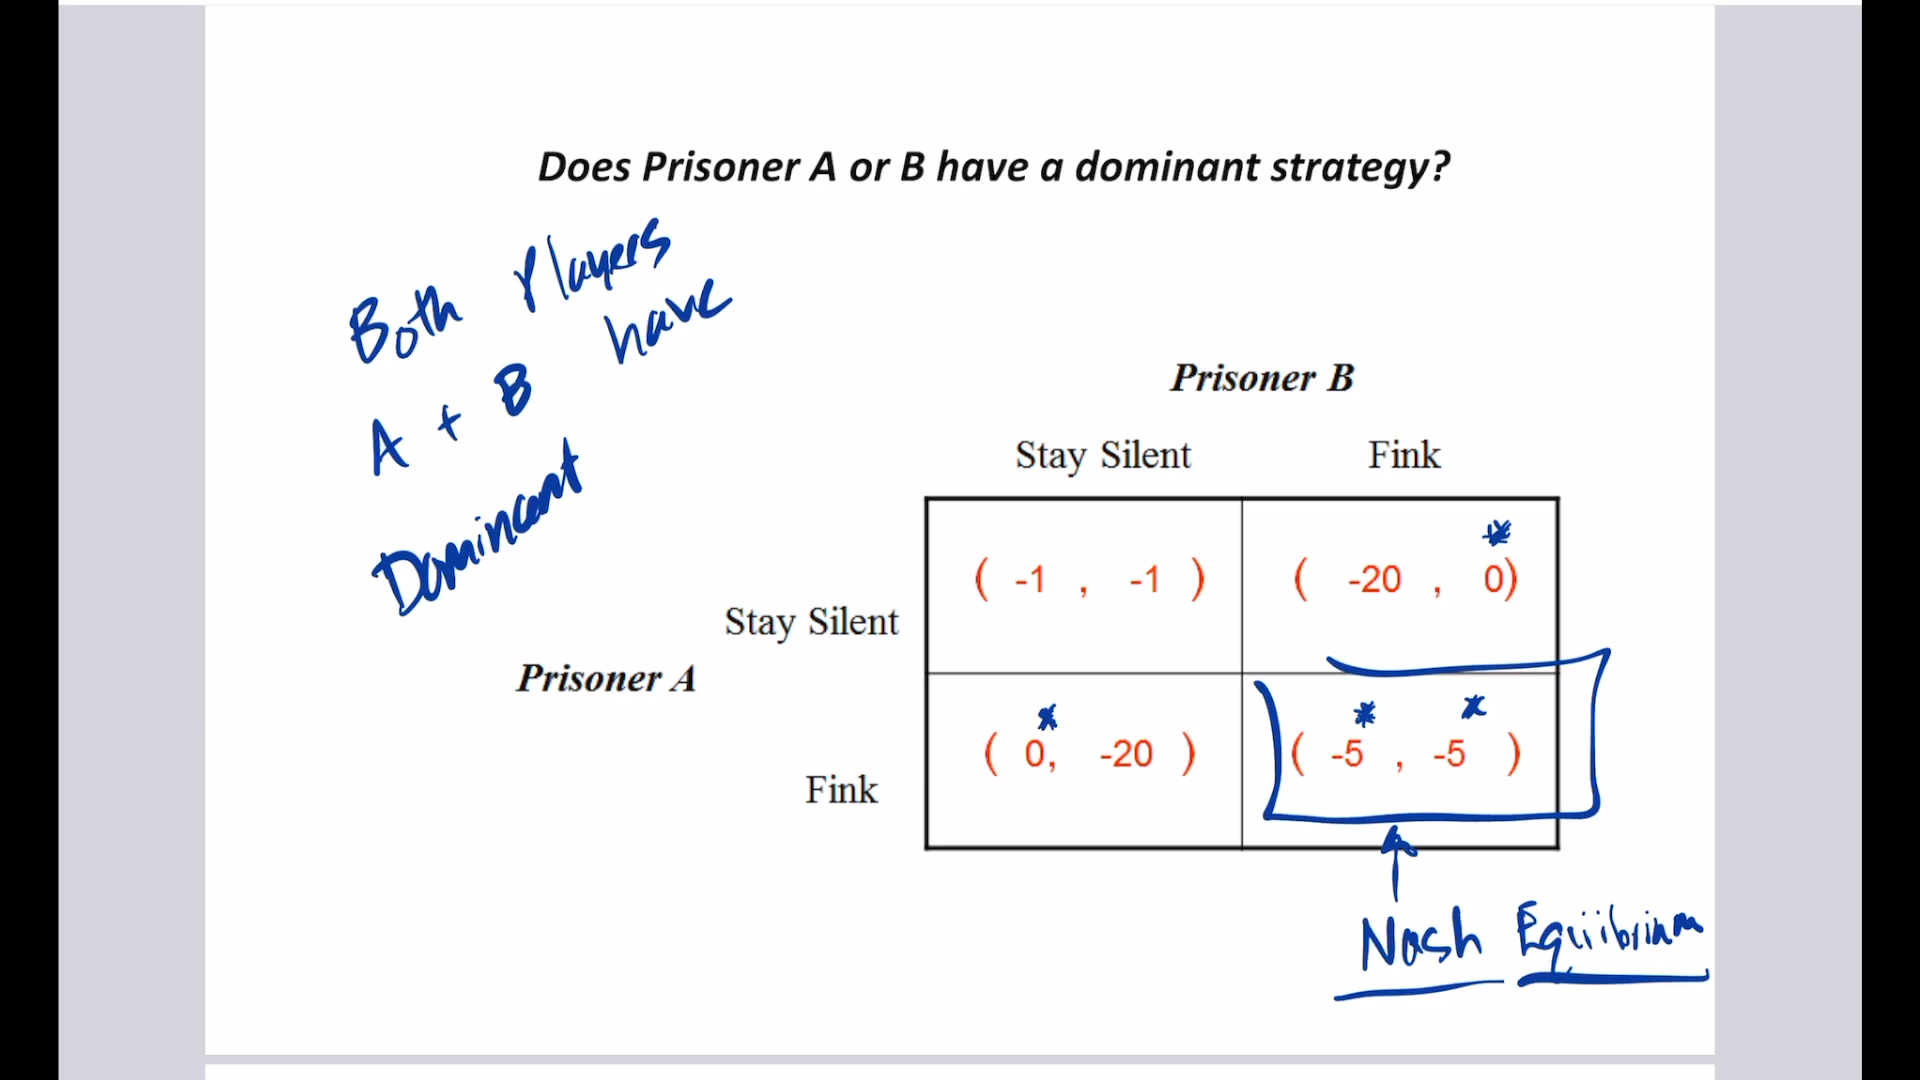 Does Prisoner A or B have a dominant strategy?
Both Players
have
A + B
Dominant
Prisoner B
Stay Silent Fink
( -1 , -1 ) ( -20 , 0)
Stay Silent
Prisoner A
( 0, -20 ) ( -5 , -5 )
Fink
Nash Equilibrium